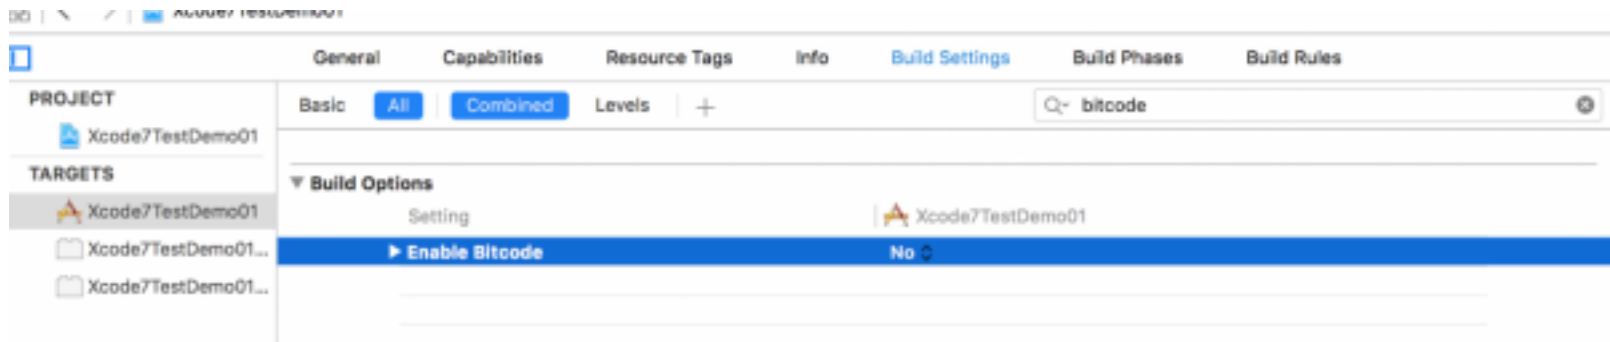 Xcode7TestDemo01
General Capabilities Resource Tags Info Build Settings Build Phases Build Rules
PROJECT
Basic All Combined Levels + bitcode
Xcode7TestDemo01
TARGETS
Build Options
Xcode7TestDemo01
Setting Xcode7TestDemo01
Xcode7TestDemo01...
Enable Bitcode No
Xcode7TestDemo01...